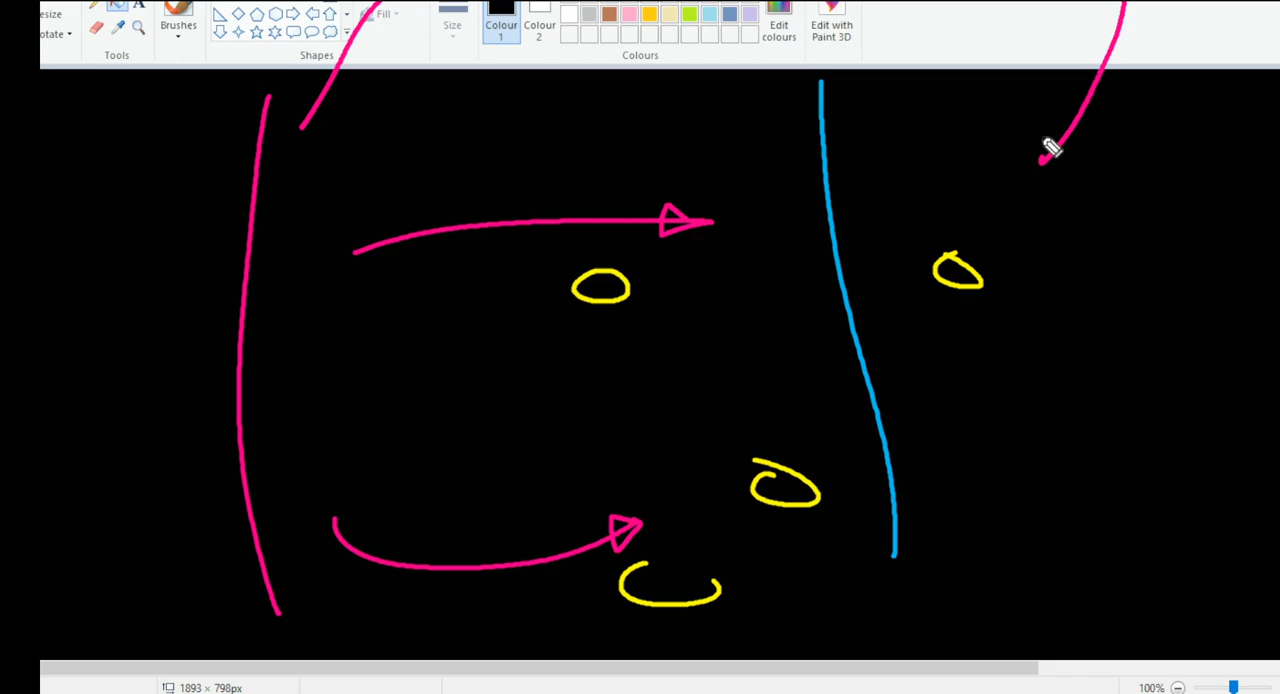 esize
otate
A
Tools
Brushes
Shapes
Fill
Size
Colour
1
Colour
2
Edit
colours
Colours
Edit with
Paint 3D
1893 × 798px
100%